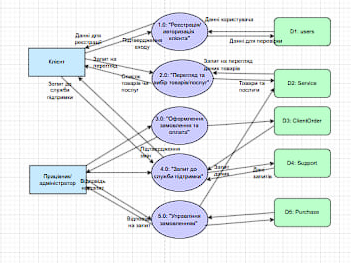 Дані користувача
1.0: "Реєстрація/
авторизація
клієнта"
D1: users
Дані для
реєстрації
Підтвердження
входу
Дані для перевірки
Клієнт
Запит на
перегляд
Запит на перегляд
даних товарів
2.0: "Перегляд та
вибір товарів/послуг"
D2: Service
Список
товарів та
послуг
Товари та
послуги
Запит до
служби
підтримки
3.0: "Оформлення
замовлення та
оплата"
D3: ClientOrder
Підтвердження
Працівник/
адміністратор
Відповідь
4.0: "Запит до
служби підтримки"
Запит
даних
Дані
запитів
D4: Support
Відповідь
на запит
5.0: "Управління
замовленням"
D5: Purchase